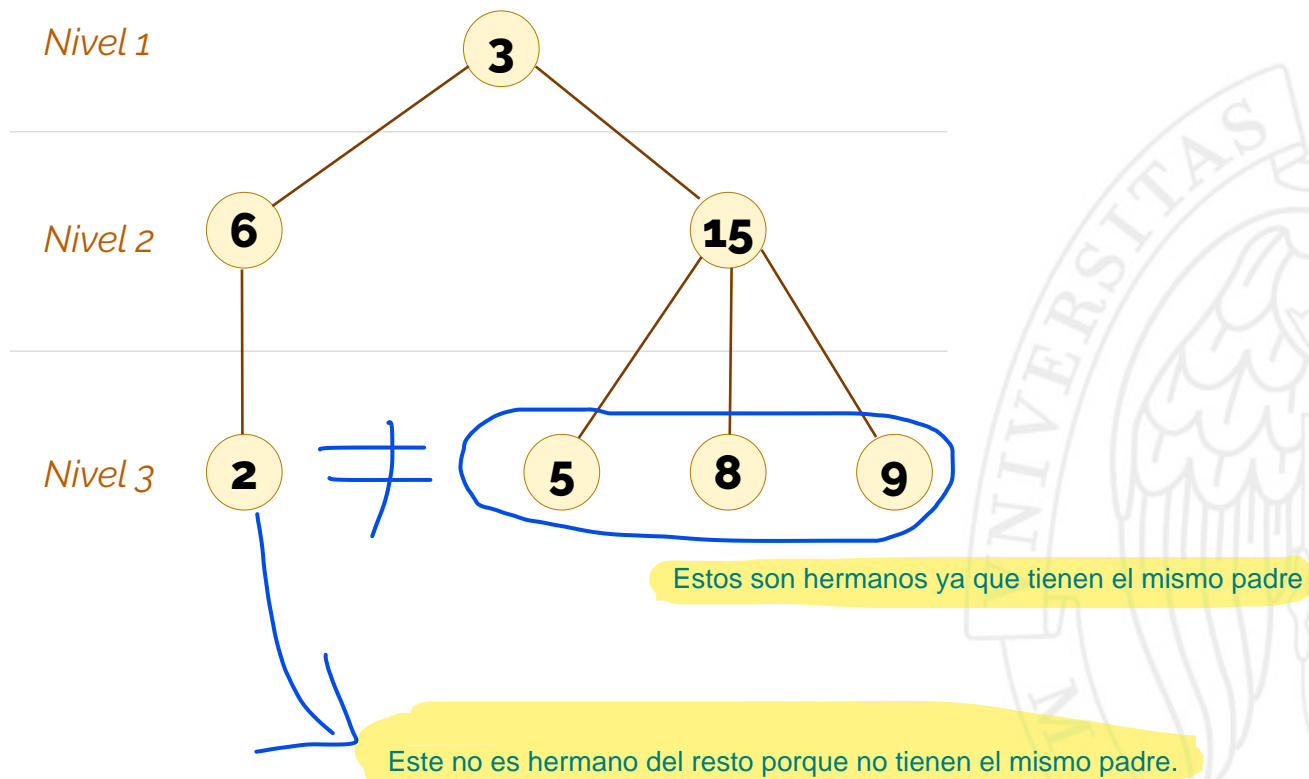 Nivel 1
3
Nivel 2
6
15
Nivel 3
2
≠
5
8
9
Estos son hermanos ya que tienen el mismo padre
Este no es hermano del resto porque no tienen el mismo padre.
M VNIVERSITAS